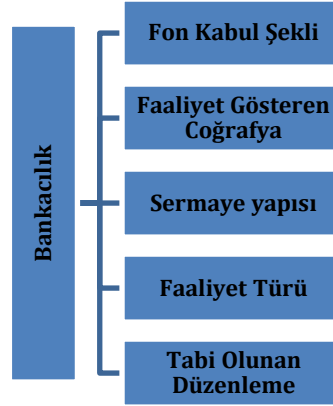 Bankacılık
Fon Kabul Şekli
Faaliyet Gösteren
Coğrafya
Sermaye yapısı
Faaliyet Türü
Tabi Olunan
Düzenleme